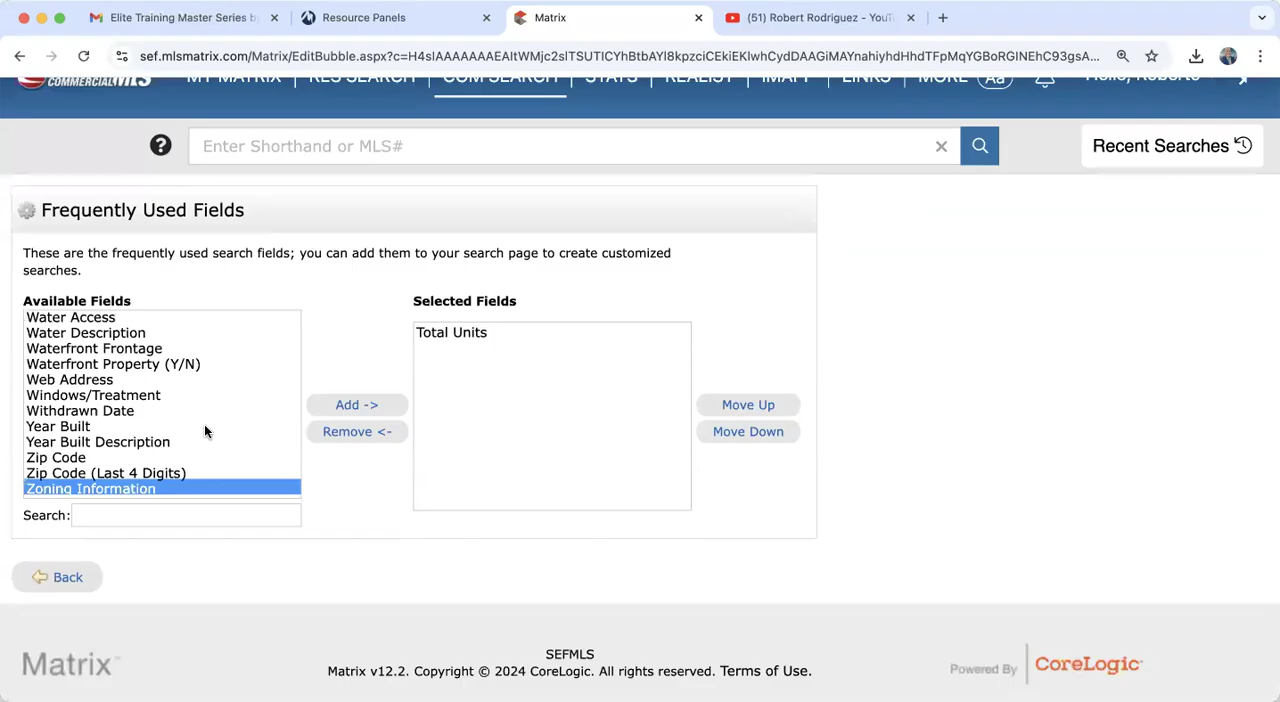 Elite Training Master Series b
Resource Panels
Matrix
(51) Robert Rodriguez - YouT
sef.mlsmatrix.com/Matrix/EditBubble.aspx?c=H4sIAAAAAAAEAItWMjc2slTSUTICYhBtbAYl8kpzciCEkiEKIwhCydDAAGiMAYnahiyhdHhdTFpMqYGBoRGINEhC93gsA...
COMMERCIALMLS
MY MATRIX
RES SEARCH
COM SEARCH
STATS
REALIST
IMAPP
LINKS
MORE
Aa
Hello, Roberto
Enter Shorthand or MLS#
Recent Searches
Frequently Used Fields
These are the frequently used search fields; you can add them to your search page to create customized
searches.
Available Fields
Selected Fields
Water Access
Water Description
Waterfront Frontage
Waterfront Property (Y/N)
Web Address
Windows/Treatment
Withdrawn Date
Year Built
Year Built Description
Zip Code
Zip Code (Last 4 Digits)
Zoning Information
Total Units
Add ->
Remove <-
Move Up
Move Down
Search:
Back
Matrix™
SEFMLS
Matrix v12.2. Copyright © 2024 CoreLogic. All rights reserved. Terms of Use.
Powered By
CoreLogic